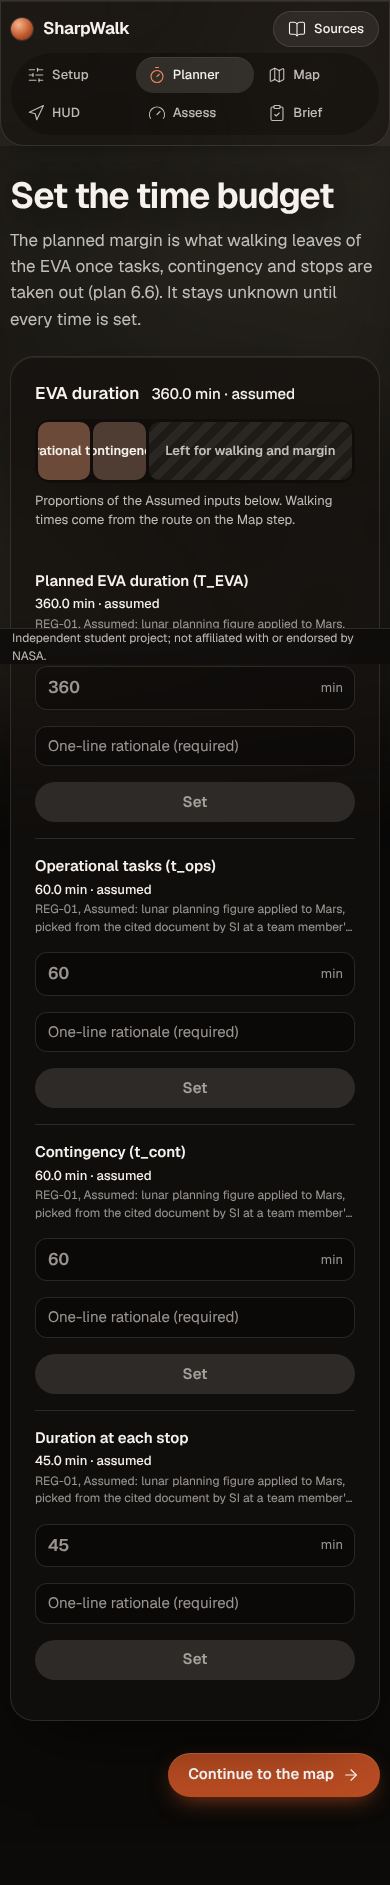 SharpWalk
Sources
Setup
Planner
Map
HUD
Assess
Brief
Set the time budget
The planned margin is what walking leaves of
the EVA once tasks, contingency and stops are
taken out (plan 6.6). It stays unknown until
every time is set.
EVA duration 360.0 min · assumed
Left for walking and margin
Proportions of the Assumed inputs below. Walking
times come from the route on the Map step.
Planned EVA duration (T_EVA)
360.0 min · assumed
REG-01, Assumed: lunar planning figure applied to Mars,
Independent student project; not affiliated with or endorsed by
NASA.
360 min
One-line rationale (required)
Set
Operational tasks (t_ops)
60.0 min · assumed
REG-01, Assumed: lunar planning figure applied to Mars,
picked from the cited document by SI at a team member'...
60 min
One-line rationale (required)
Set
Contingency (t_cont)
60.0 min · assumed
REG-01, Assumed: lunar planning figure applied to Mars,
picked from the cited document by SI at a team member'...
60 min
One-line rationale (required)
Set
Duration at each stop
45.0 min · assumed
REG-01, Assumed: lunar planning figure applied to Mars,
picked from the cited document by SI at a team member'...
45 min
One-line rationale (required)
Set
Continue to the map